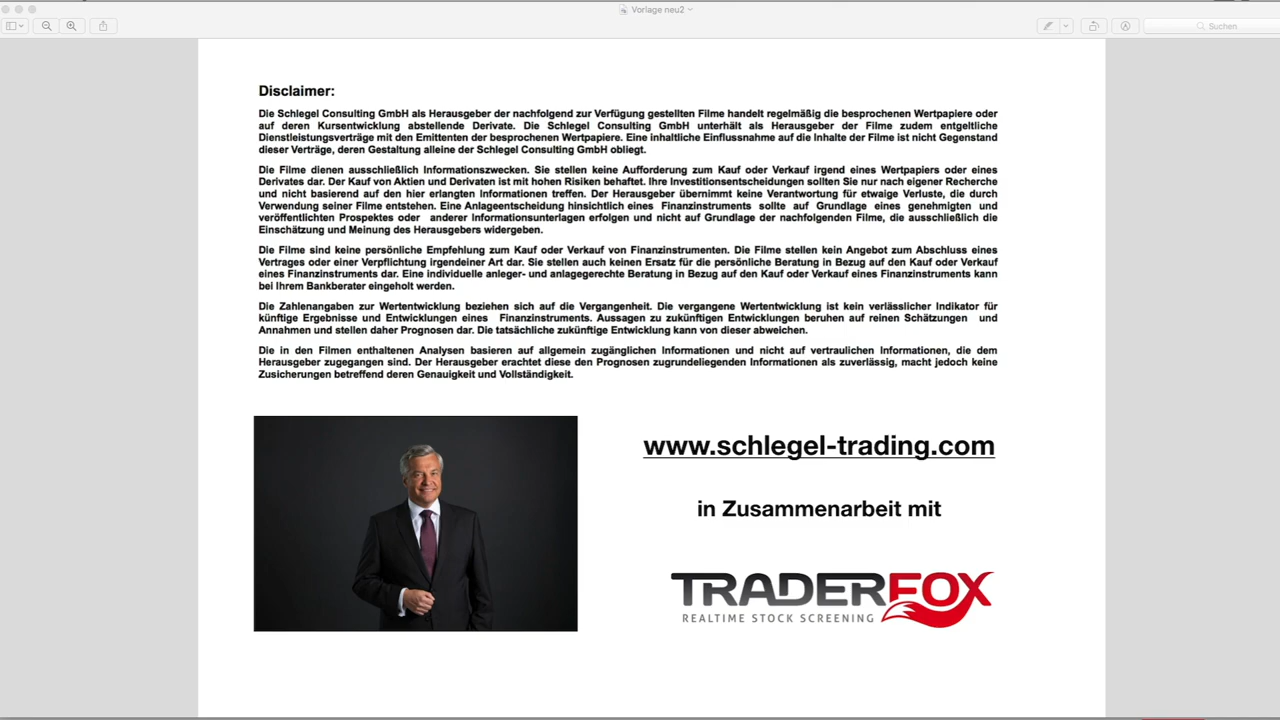 Vorlage neu2
Suchen
Disclaimer:
Die Schlegel Consulting GmbH als Herausgeber der nachfolgend zur Verfügung gestellten Filme handelt regelmäßig die besprochenen Wertpapiere oder
auf deren Kursentwicklung abstellende Derivate. Die Schlegel Consulting GmbH unterhält als Herausgeber der Filme zudem entgeltliche
Dienstleistungsverträge mit den Emittenten der besprochenen Wertpapiere. Eine inhaltliche Einflussnahme auf die Inhalte der Filme ist nicht Gegenstand
dieser Verträge, deren Gestaltung alleine der Schlegel Consulting GmbH obliegt.
Die Filme dienen ausschließlich Informationszwecken. Sie stellen keine Aufforderung zum Kauf oder Verkauf irgend eines Wertpapiers oder eines
Derivates dar. Der Kauf von Aktien und Derivaten ist mit hohen Risiken behaftet. Ihre Investitionsentscheidungen sollten Sie nur nach eigener Recherche
und nicht basierend auf den hier erlangten Informationen treffen. Der Herausgeber übernimmt keine Verantwortung für etwaige Verluste, die durch
Verwendung seiner Filme entstehen. Eine Anlageentscheidung hinsichtlich eines Finanzinstruments sollte auf Grundlage eines genehmigten und
veröffentlichten Prospektes oder anderer Informationsunterlagen erfolgen und nicht auf Grundlage der nachfolgenden Filme, die ausschließlich die
Einschätzung und Meinung des Herausgebers widergeben.
Die Filme sind keine persönliche Empfehlung zum Kauf oder Verkauf von Finanzinstrumenten. Die Filme stellen kein Angebot zum Abschluss eines
Vertrages oder einer Verpflichtung irgendeiner Art dar. Sie stellen auch keinen Ersatz für die persönliche Beratung in Bezug auf den Kauf oder Verkauf
eines Finanzinstruments dar. Eine individuelle anleger- und anlagegerechte Beratung in Bezug auf den Kauf oder Verkauf eines Finanzinstruments kann
bei Ihrem Bankberater eingeholt werden.
Die Zahlenangaben zur Wertentwicklung beziehen sich auf die Vergangenheit. Die vergangene Wertentwicklung ist kein verlässlicher Indikator für
künftige Ergebnisse und Entwicklungen eines Finanzinstruments. Aussagen zu zukünftigen Entwicklungen beruhen auf reinen Schätzungen und
Annahmen und stellen daher Prognosen dar. Die tatsächliche zukünftige Entwicklung kann von dieser abweichen.
Die in den Filmen enthaltenen Analysen basieren auf allgemein zugänglichen Informationen und nicht auf vertraulichen Informationen, die dem
Herausgeber zugegangen sind. Der Herausgeber erachtet diese den Prognosen zugrundeliegenden Informationen als zuverlässig, macht jedoch keine
Zusicherungen betreffend deren Genauigkeit und Vollständigkeit.
www.schlegel-trading.com
in Zusammenarbeit mit
TRADERFOX
REALTIME STOCK SCREENING